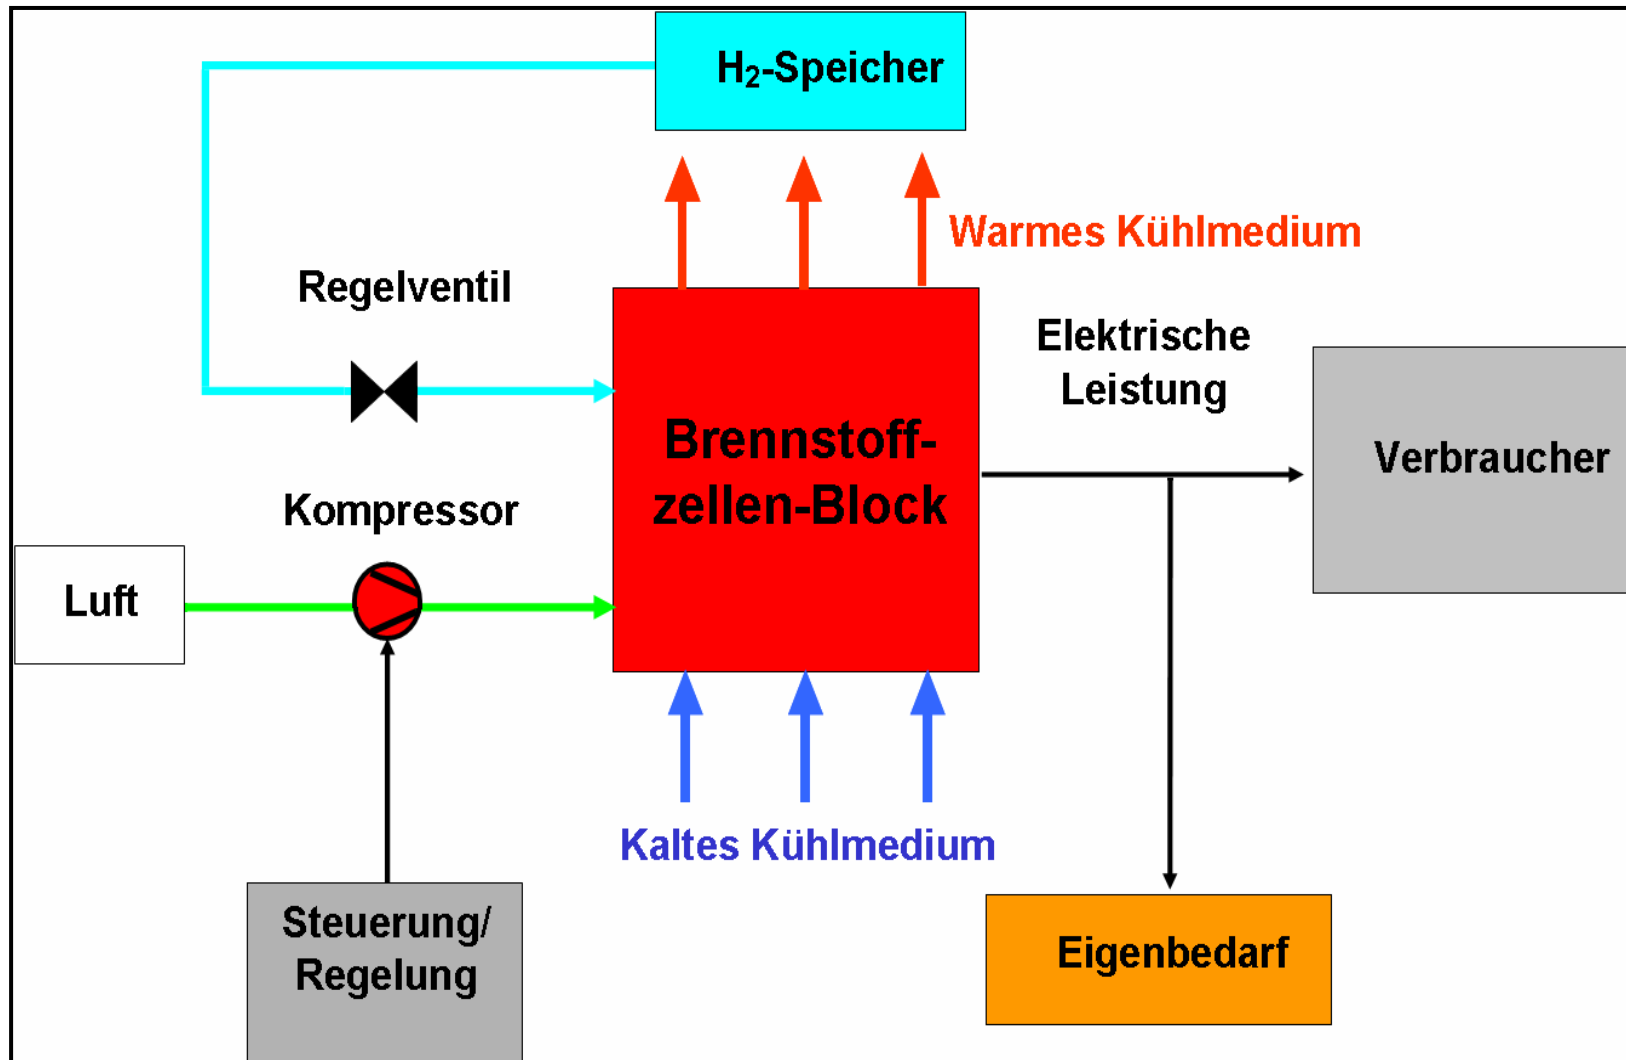 H₂-Speicher
Warmes Kühlmedium
Regelventil
Elektrische
Leistung
Brennstoff-
zellen-Block
Verbraucher
Kompressor
Luft
Kaltes Kühlmedium
Steuerung/
Regelung
Eigenbedarf